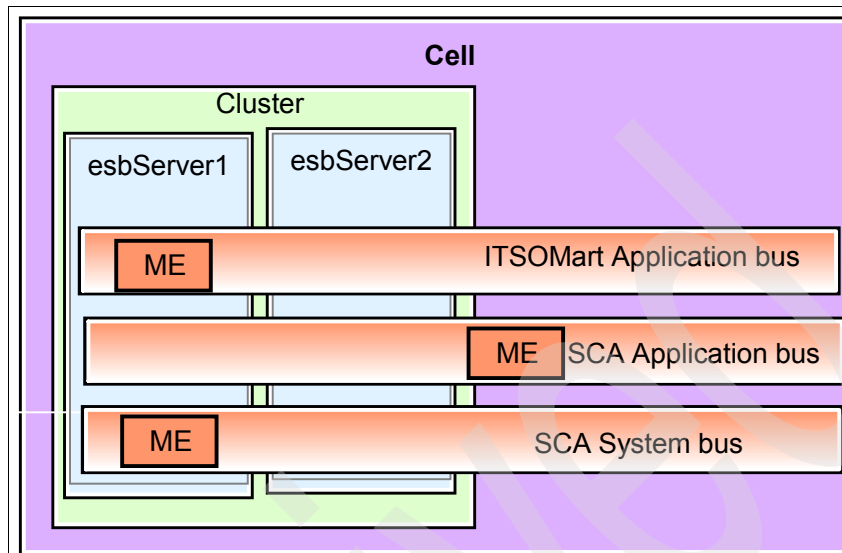 Cell
Cluster
esbServer1
esbServer2
ME
ITSOMart Application bus
ME
SCA Application bus
ME
SCA System bus